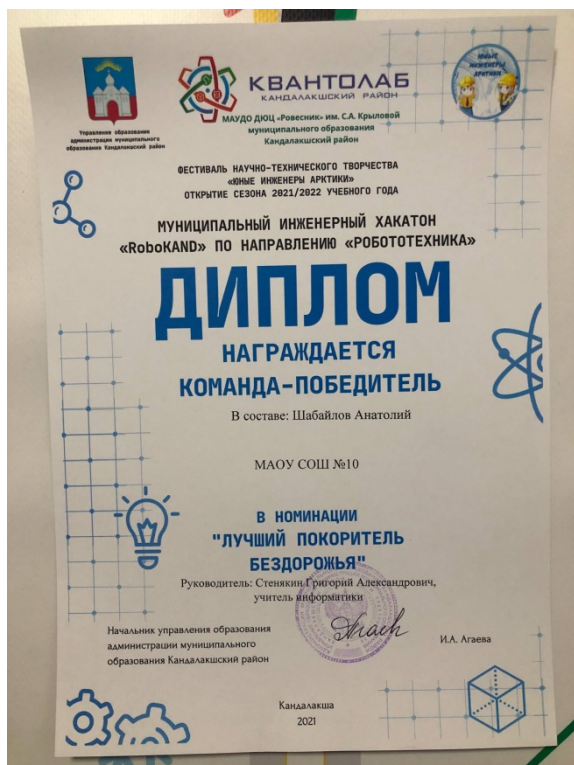 Управление образования
администрации муниципального
образования Кандалакшский район
КВАНТОЛАБ
КАНДАЛАКШСКИЙ РАЙОН
МАУДО ДЮЦ «Ровесник» им. С.А. Крыловой
муниципального образования
Кандалакшский район
ЮНЫЕ
ИНЖЕНЕРЫ
АРКТИКИ
ФЕСТИВАЛЬ НАУЧНО-ТЕХНИЧЕСКОГО ТВОРЧЕСТВА
«ЮНЫЕ ИНЖЕНЕРЫ АРКТИКИ»
ОТКРЫТИЕ СЕЗОНА 2021/2022 УЧЕБНОГО ГОДА
МУНИЦИПАЛЬНЫЙ ИНЖЕНЕРНЫЙ ХАКАТОН
«RoboKAND» ПО НАПРАВЛЕНИЮ «РОБОТОТЕХНИКА»
ДИПЛОМ
НАГРАЖДАЕТСЯ
КОМАНДА-ПОБЕДИТЕЛЬ
В составе: Шабайлов Анатолий
МАОУ СОШ №10
В НОМИНАЦИИ
"ЛУЧШИЙ ПОКОРИТЕЛЬ
БЕЗДОРОЖЬЯ"
Руководитель: Стенякин Григорий Александрович,
учитель информатики
Начальник управления образования
администрации муниципального
образования Кандалакшский район
И.А. Агаева
Кандалакша
2021